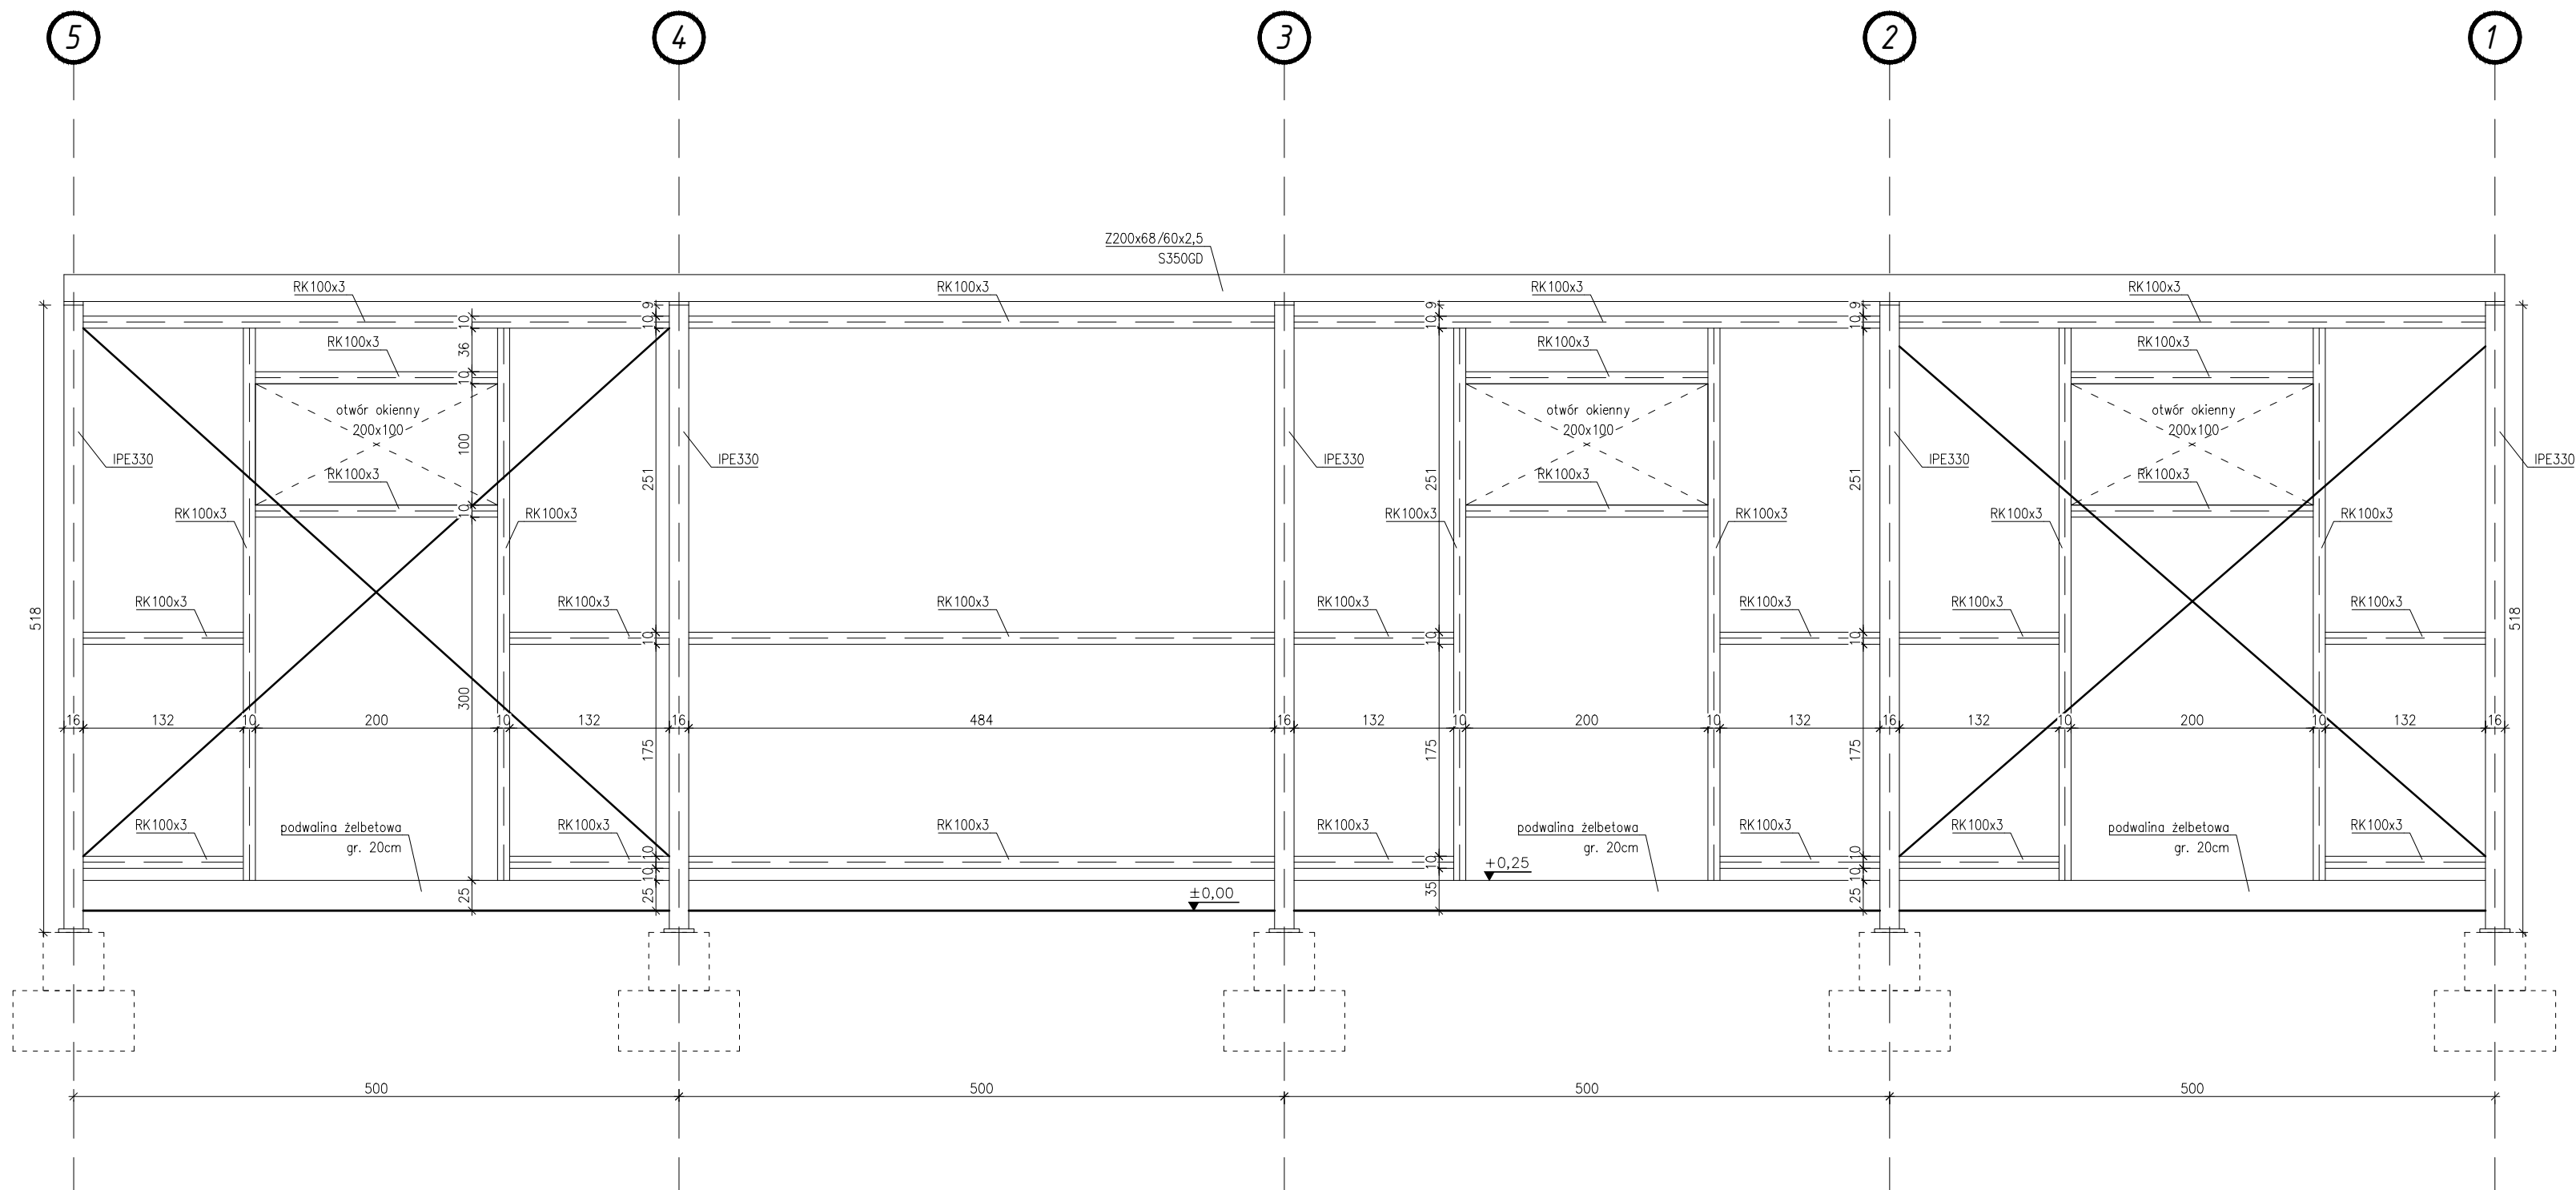 5 4 3 2 1
Z200x68/60x2,5
S350GD
RK100x3 RK100x3 RK100x3 RK100x3
9 9 9
10 10 10 10
RK100x3 RK100x3 RK100x3
36
10
otwór okienny otwór okienny otwór okienny
200x100 200x100 200x100
100
IPE330 IPE330 IPE330 IPE330 IPE330
RK100x3 RK100x3 RK100x3
251 251 251
10
RK100x3 RK100x3 RK100x3 RK100x3 RK100x3 RK100x3
RK100x3 RK100x3 RK100x3 RK100x3 RK100x3 RK100x3 RK100x3
518 518
10 10 10
300
16 132 10 200 10 132 16 484 16 132 10 200 10 132 16 132 10 200 10 132 16
175 175 175
RK100x3 RK100x3 RK100x3 RK100x3 RK100x3 RK100x3 RK100x3
podwalina żelbetowa podwalina żelbetowa podwalina żelbetowa
gr. 20cm gr. 20cm gr. 20cm
10 10 10
+0,25
10 10
25 25 35 25
±0,00
500 500 500 500